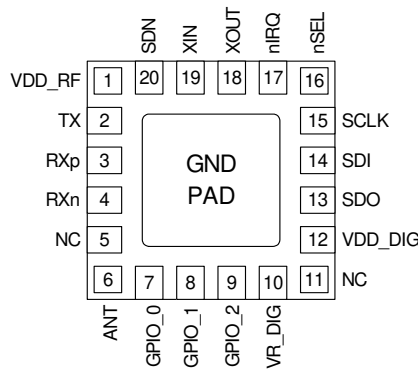 SDN XIN XOUT nIRQ nSEL
20 19 18 17
VDD_RF 1 16
TX 2 15 SCLK
RXp 3 14 SDI
GND
PAD
RXn 4 13 SDO
NC 5 12 VDD_DIG
6 7 8 9 10 11 NC
ANT GPIO_0 GPIO_1 GPIO_2 VR_DIG